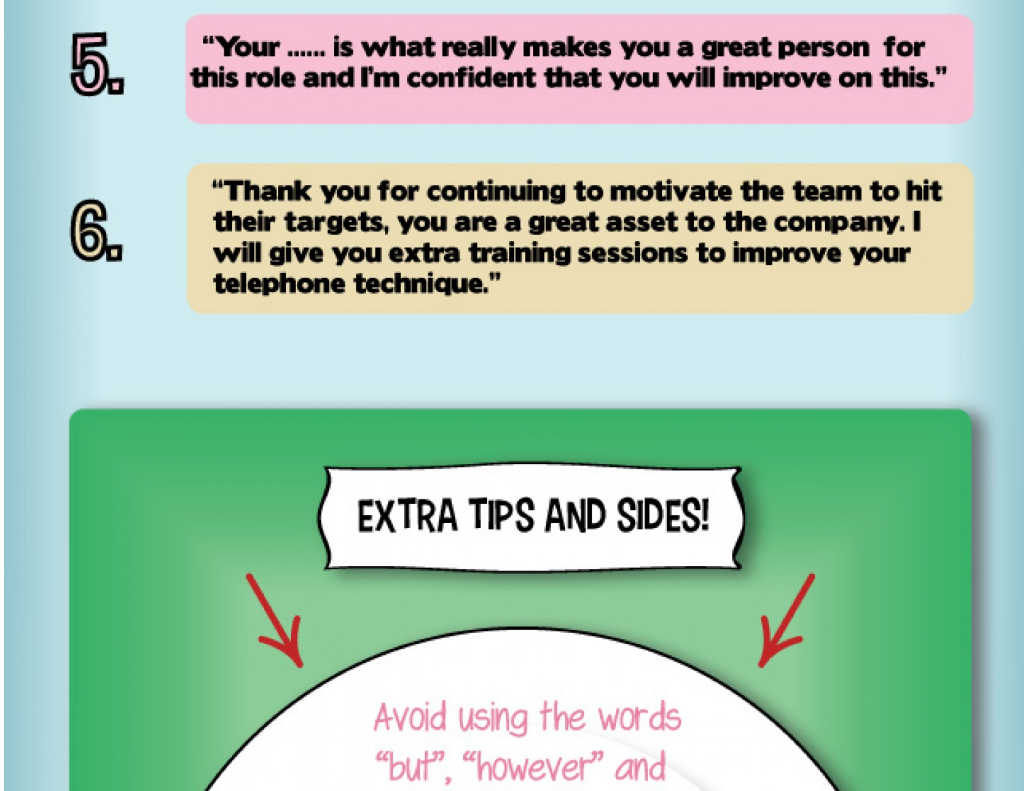 5.
“Your ...... is what really makes you a great person for
this role and I'm confident that you will improve on this.”
6.
“Thank you for continuing to motivate the team to hit
their targets, you are a great asset to the company. I
will give you extra training sessions to improve your
telephone technique.”
EXTRA TIPS AND SIDES!
Avoid using the words
“but”, “however” and